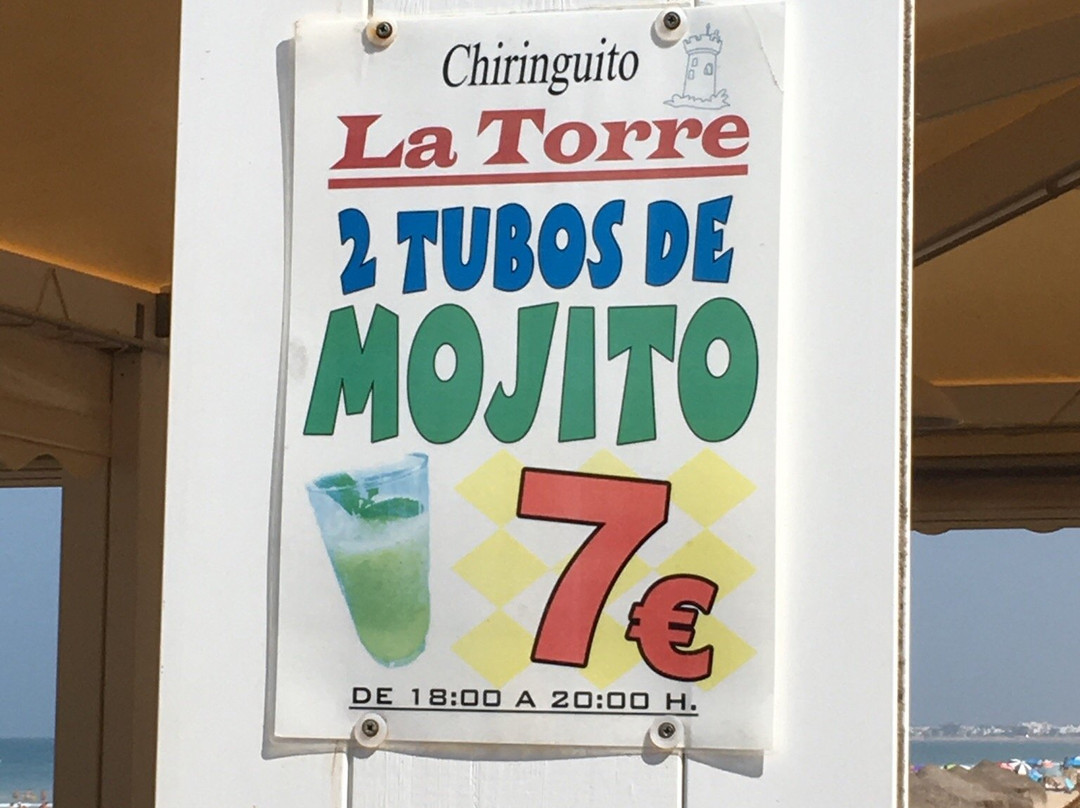 Chiringuito
La Torre
2 TUBOS DE
MOJITO
7€
DE 18:00 A 20:00 H.